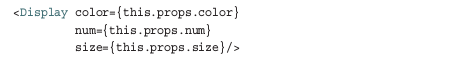 <Display color={this.props.color}
         num={this.props.num}
         size={this.props.size}/>